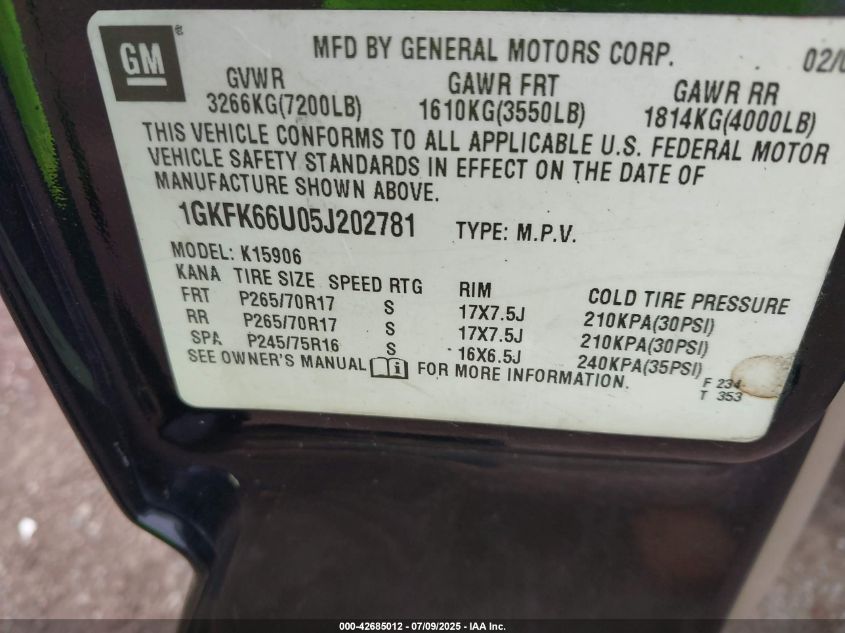 GM
MFD BY GENERAL MOTORS CORP. 02/0
GVWR GAWR FRT GAWR RR
3266KG(7200LB) 1610KG(3550LB) 1814KG(4000LB)
THIS VEHICLE CONFORMS TO ALL APPLICABLE U.S. FEDERAL MOTOR
VEHICLE SAFETY STANDARDS IN EFFECT ON THE DATE OF
MANUFACTURE SHOWN ABOVE.
1GKFK66U05J202781 TYPE: M.P.V.
MODEL: K15906
KANA TIRE SIZE SPEED RTG RIM COLD TIRE PRESSURE
FRT P265/70R17 S 17X7.5J 210KPA(30PSI)
RR P265/70R17 S 17X7.5J 210KPA(30PSI)
SPA P245/75R16 S 16X6.5J 240KPA(35PSI)
SEE OWNER'S MANUAL i FOR MORE INFORMATION.
F 234
T 353
000-42685012 - 07/09/2025 - IAA Inc.